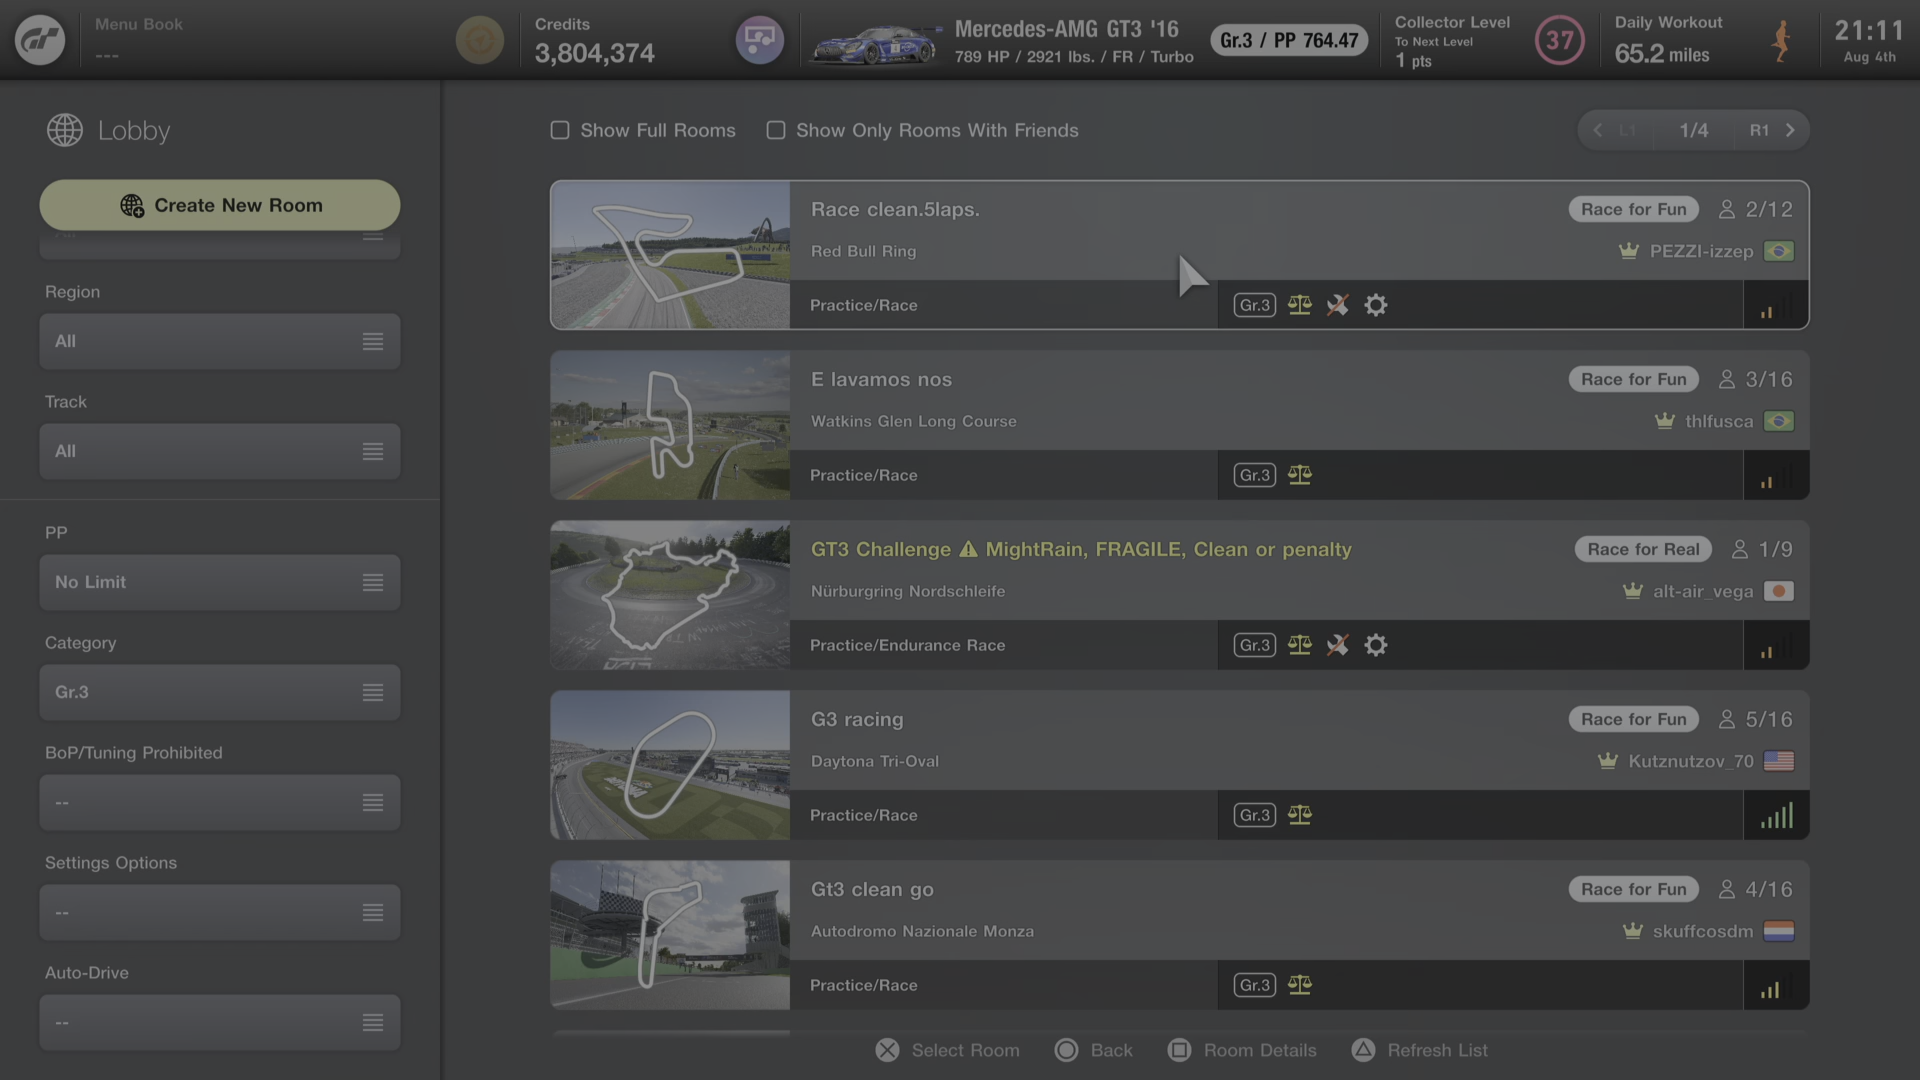 Menu Book
---
Credits
3,804,374
Mercedes-AMG GT3 '16
789 HP / 2921 lbs. / FR / Turbo
Gr.3 / PP 764.47
Collector Level
To Next Level
1 pts
37
Daily Workout
65.2 miles
21:11
Aug 4th
Lobby
Create New Room
Region
All
Track
All
PP
No Limit
Category
Gr.3
BoP/Tuning Prohibited
--
Settings Options
--
Auto-Drive
--
Show Full Rooms
Show Only Rooms With Friends
L1
1/4
R1
Race clean.5laps.
Race for Fun
2/12
Red Bull Ring
PEZZI-izzep
Practice/Race
Gr.3
E lavamos nos
Race for Fun
3/16
Watkins Glen Long Course
thlfusca
Practice/Race
Gr.3
GT3 Challenge ⚠ MightRain, FRAGILE, Clean or penalty
Race for Real
1/9
Nürburgring Nordschleife
alt-air_vega
Practice/Endurance Race
Gr.3
G3 racing
Race for Fun
5/16
Daytona Tri-Oval
Kutznutzov_70
Practice/Race
Gr.3
Gt3 clean go
Race for Fun
4/16
Autodromo Nazionale Monza
skuffcosdm
Practice/Race
Gr.3
Select Room
Back
Room Details
Refresh List